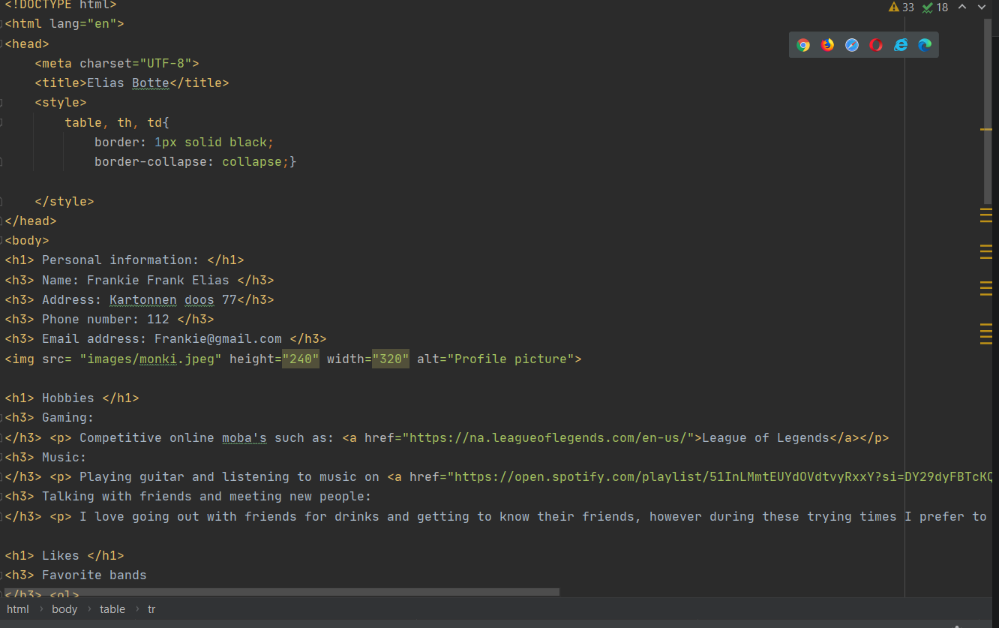 <!DOCTYPE html>
33 18
<html lang="en">
<head>
<meta charset="UTF-8">
<title>Elias Botte</title>
<style>
table, th, td{
border: 1px solid black;
border-collapse: collapse;}
</style>
</head>
<body>
<h1> Personal information: </h1>
<h3> Name: Frankie Frank Elias </h3>
<h3> Address: Kartonnen doos 77</h3>
<h3> Phone number: 112 </h3>
<h3> Email address: Frankie@gmail.com </h3>
<img src= "images/monki.jpeg" height="240" width="320" alt="Profile picture">
<h1> Hobbies </h1>
<h3> Gaming:
</h3> <p> Competitive online moba's such as: <a href="https://na.leagueoflegends.com/en-us/">League of Legends</a></p>
<h3> Music:
</h3> <p> Playing guitar and listening to music on <a href="https://open.spotify.com/playlist/51InLMmtEUYdOVdtvyRxxY?si=DY29dyFBTcKQ
<h3> Talking with friends and meeting new people:
</h3> <p> I love going out with friends for drinks and getting to know their friends, however during these trying times I prefer to
<h1> Likes </h1>
<h3> Favorite bands
</h3> <ol>
html body table tr